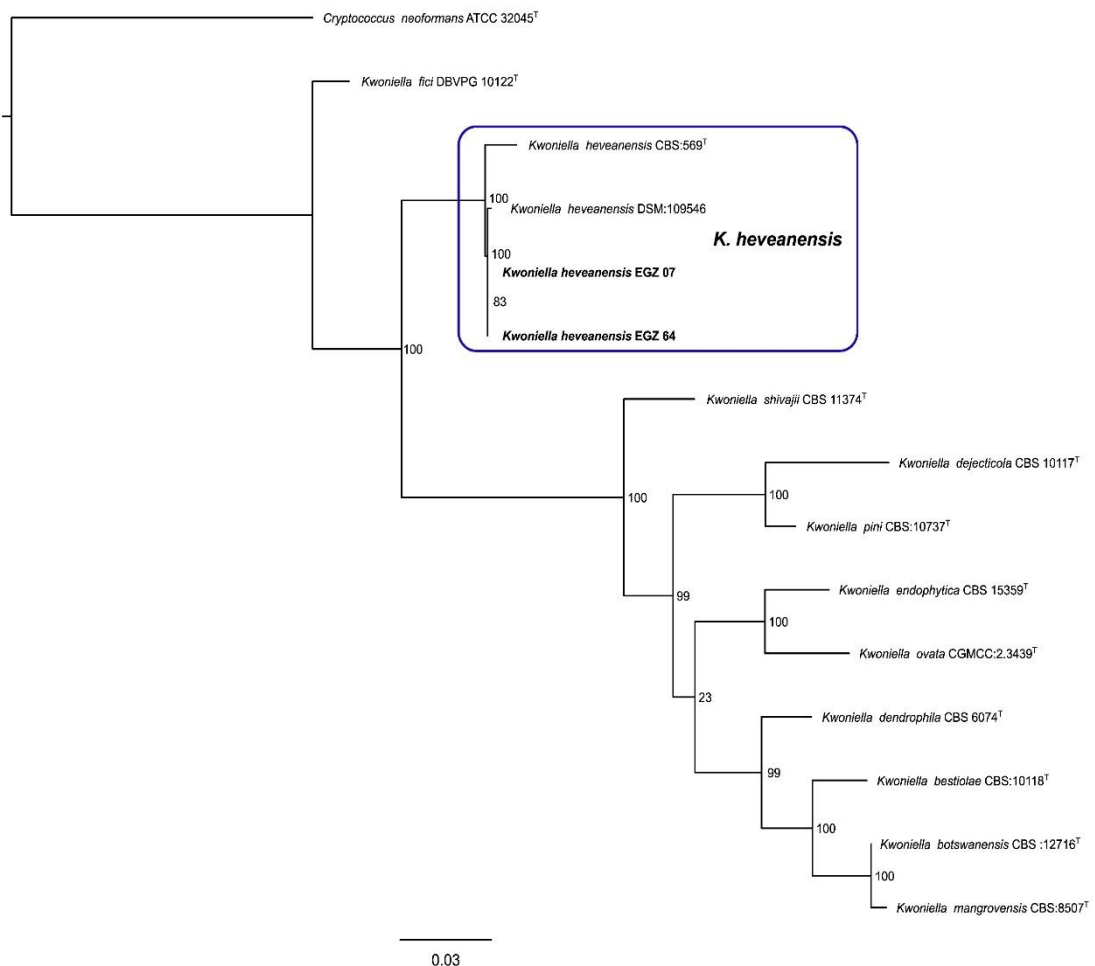 Cryptococcus neoformans ATCC 32045ᵀ
Kwoniella fici DBVPG 10122ᵀ
Kwoniella heveanensis CBS:569ᵀ
100
Kwoniella heveanensis DSM:109546
K. heveanensis
100
Kwoniella heveanensis EGZ 07
83
Kwoniella heveanensis EGZ 64
100
Kwoniella shivajii CBS 11374ᵀ
Kwoniella dejecticola CBS 10117ᵀ
100
100
Kwoniella pini CBS:10737ᵀ
Kwoniella endophytica CBS 15359ᵀ
99
100
Kwoniella ovata CGMCC:2.3439ᵀ
23
Kwoniella dendrophila CBS 6074ᵀ
99
Kwoniella bestiolae CBS:10118ᵀ
100
Kwoniella botswanensis CBS :12716ᵀ
100
Kwoniella mangrovensis CBS:8507ᵀ
0.03